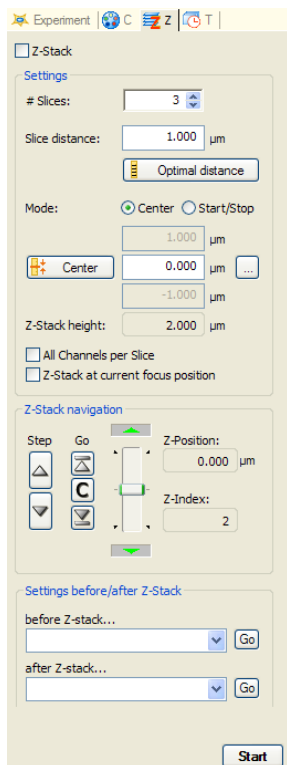 Experiment C Z T
Z-Stack
Settings
# Slices: 3
Slice distance: 1.000 µm
Optimal distance
Mode: Center Start/Stop
1.000 µm
Center 0.000 µm ...
-1.000 µm
Z-Stack height: 2.000 µm
All Channels per Slice
Z-Stack at current focus position
Z-Stack navigation
Step Go Z-Position:
0.000 µm
C
Z-Index:
2
Settings before/after Z-Stack
before Z-stack...
Go
after Z-stack...
Go
Start